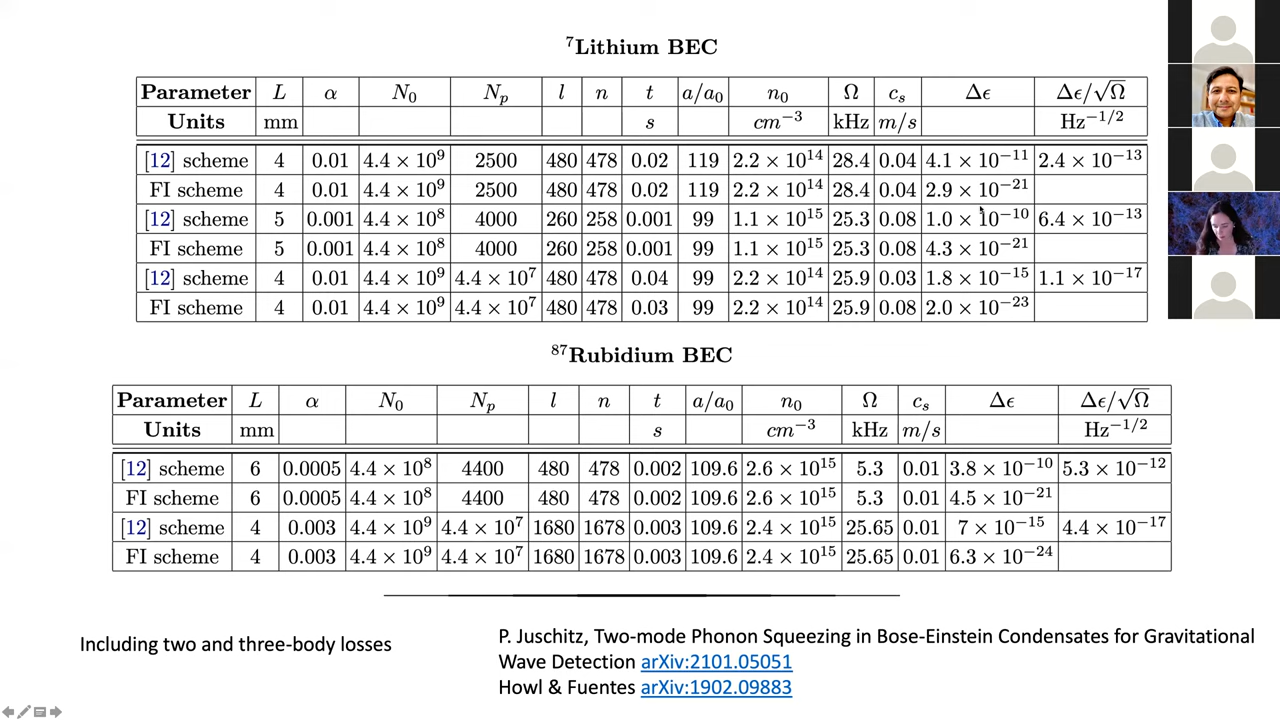 ⁷Lithium BEC
Parameter L α N₀ Nₚ l n t a/a₀ n₀ Ω cₛ Δϵ Δϵ/√Ω
Units mm s cm⁻³ kHz m/s Hz⁻¹/²
[12] scheme 4 0.01 4.4 × 10⁹ 2500 480 478 0.02 119 2.2 × 10¹⁴ 28.4 0.04 4.1 × 10⁻¹¹ 2.4 × 10⁻¹³
FI scheme 4 0.01 4.4 × 10⁹ 2500 480 478 0.02 119 2.2 × 10¹⁴ 28.4 0.04 2.9 × 10⁻²¹
[12] scheme 5 0.001 4.4 × 10⁸ 4000 260 258 0.001 99 1.1 × 10¹⁵ 25.3 0.08 1.0 × 10⁻¹⁰ 6.4 × 10⁻¹³
FI scheme 5 0.001 4.4 × 10⁸ 4000 260 258 0.001 99 1.1 × 10¹⁵ 25.3 0.08 4.3 × 10⁻²¹
[12] scheme 4 0.01 4.4 × 10⁹ 4.4 × 10⁷ 480 478 0.04 99 2.2 × 10¹⁴ 25.9 0.03 1.8 × 10⁻¹⁵ 1.1 × 10⁻¹⁷
FI scheme 4 0.01 4.4 × 10⁹ 4.4 × 10⁷ 480 478 0.03 99 2.2 × 10¹⁴ 25.9 0.08 2.0 × 10⁻²³
⁸⁷Rubidium BEC
Parameter L α N₀ Nₚ l n t a/a₀ n₀ Ω cₛ Δϵ Δϵ/√Ω
Units mm s cm⁻³ kHz m/s Hz⁻¹/²
[12] scheme 6 0.0005 4.4 × 10⁸ 4400 480 478 0.002 109.6 2.6 × 10¹⁵ 5.3 0.01 3.8 × 10⁻¹⁰ 5.3 × 10⁻¹²
FI scheme 6 0.0005 4.4 × 10⁸ 4400 480 478 0.002 109.6 2.6 × 10¹⁵ 5.3 0.01 4.5 × 10⁻²¹
[12] scheme 4 0.003 4.4 × 10⁹ 4.4 × 10⁷ 1680 1678 0.003 109.6 2.4 × 10¹⁵ 25.65 0.01 7 × 10⁻¹⁵ 4.4 × 10⁻¹⁷
FI scheme 4 0.003 4.4 × 10⁹ 4.4 × 10⁷ 1680 1678 0.003 109.6 2.4 × 10¹⁵ 25.65 0.01 6.3 × 10⁻²⁴
Including two and three-body losses
P. Juschitz, Two-mode Phonon Squeezing in Bose-Einstein Condensates for Gravitational
Wave Detection arXiv:2101.05051
Howl & Fuentes arXiv:1902.09883